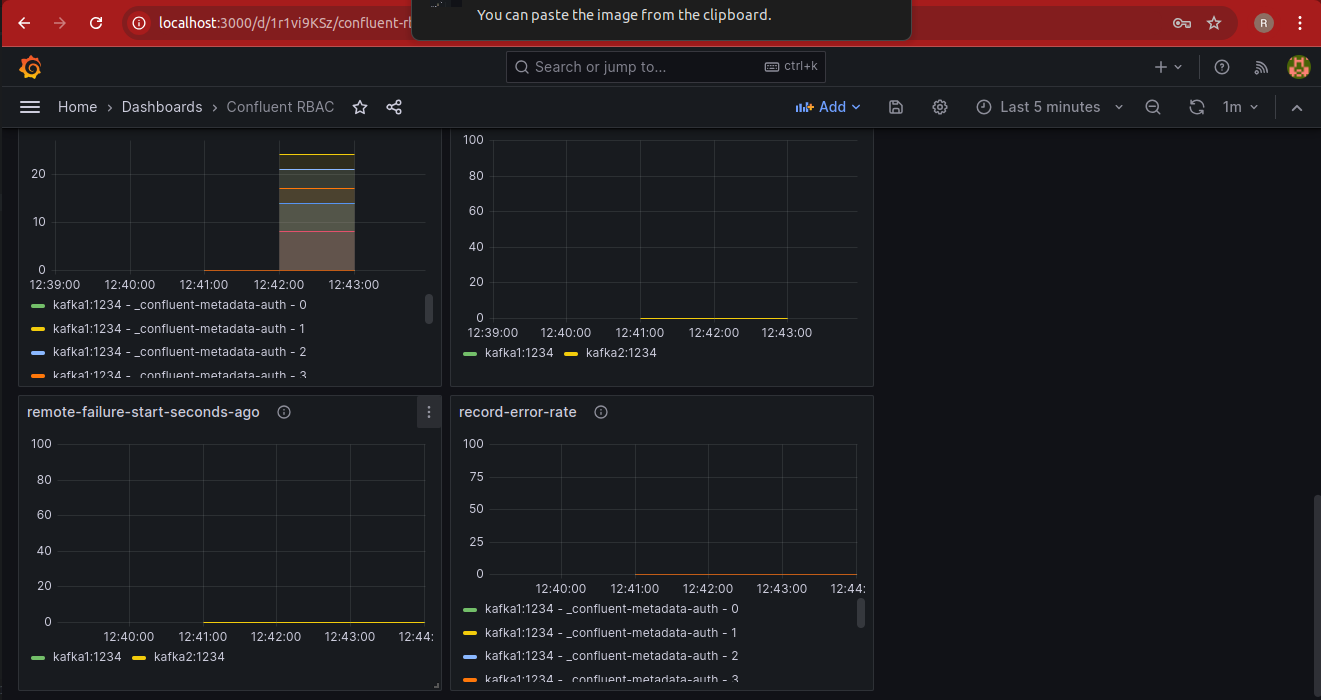 You can paste the image from the clipboard.
localhost:3000/d/1r1vi9KSz/confluent-rl
R
Search or jump to...
ctrl+k
Home › Dashboards › Confluent RBAC
Add
Last 5 minutes
1m
20
10
0
12:39:00 12:40:00 12:41:00 12:42:00 12:43:00
kafka1:1234 - _confluent-metadata-auth - 0
kafka1:1234 - _confluent-metadata-auth - 1
kafka1:1234 - _confluent-metadata-auth - 2
kafka1:1234 - _confluent-metadata-auth - 3
100
80
60
40
20
0
12:39:00 12:40:00 12:41:00 12:42:00 12:43:00
kafka1:1234 kafka2:1234
remote-failure-start-seconds-ago
100
80
60
40
20
0
12:40:00 12:41:00 12:42:00 12:43:00 12:44:
kafka1:1234 kafka2:1234
record-error-rate
100
75
50
25
0
12:40:00 12:41:00 12:42:00 12:43:00 12:44:
kafka1:1234 - _confluent-metadata-auth - 0
kafka1:1234 - _confluent-metadata-auth - 1
kafka1:1234 - _confluent-metadata-auth - 2
kafka1:1234 - _confluent-metadata-auth - 3